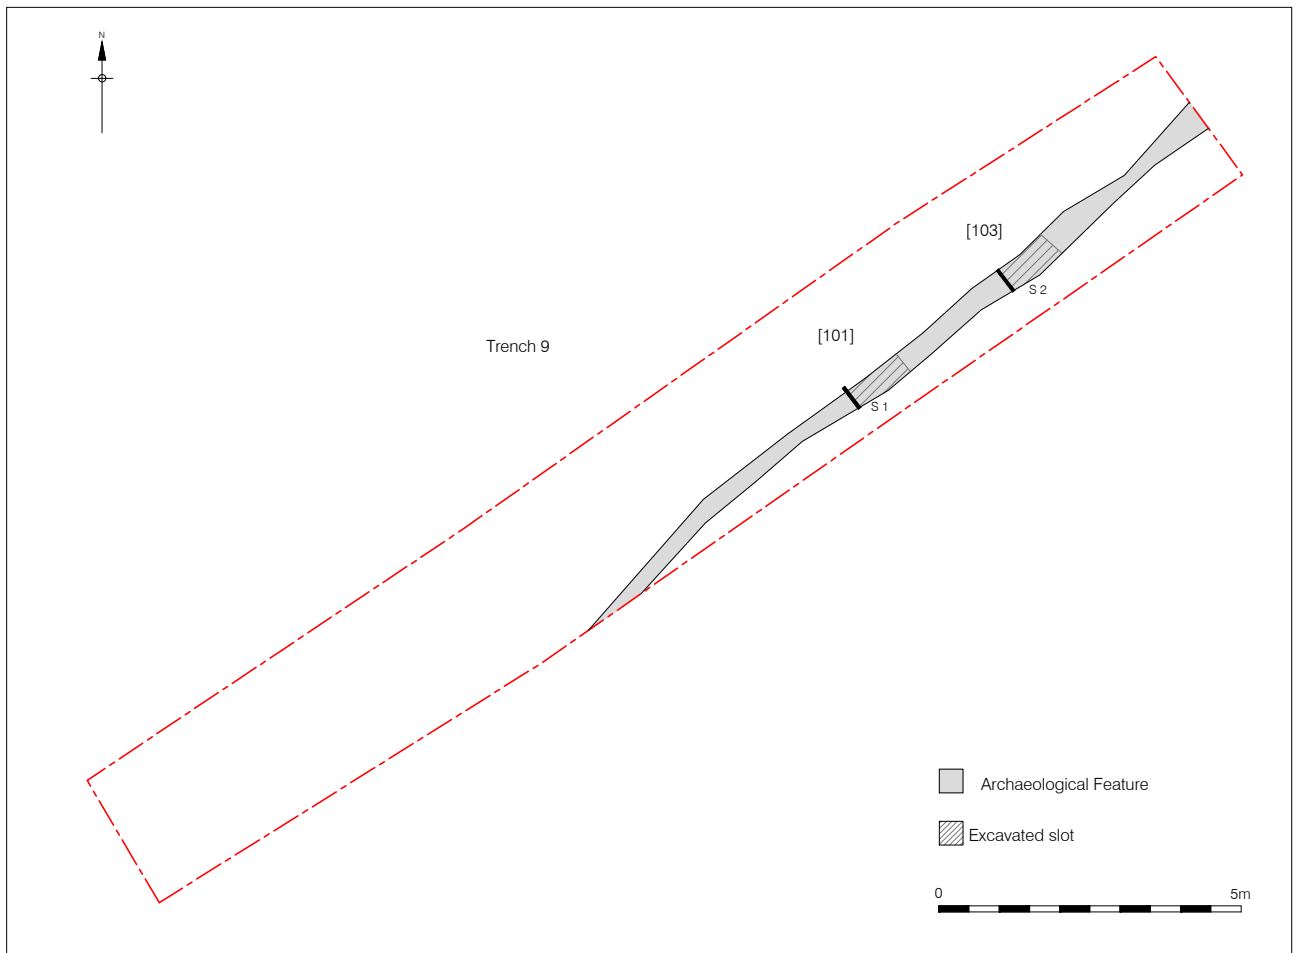 N
[103]
S 2
[101]
Trench 9
S 1
Archaeological Feature
Excavated slot
0 5m